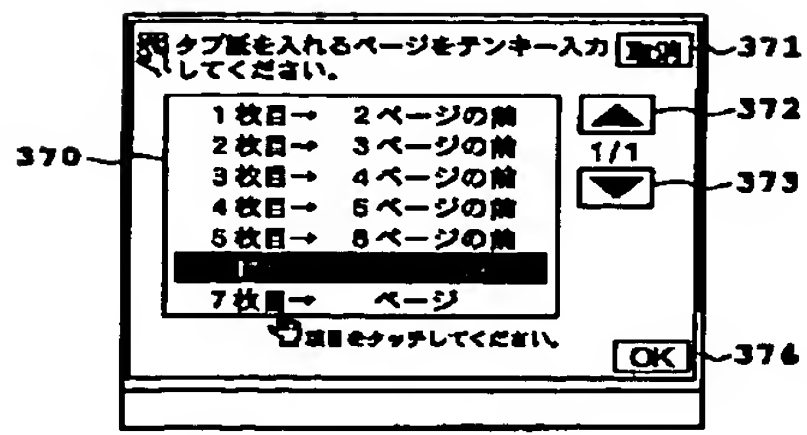 タブ紙を入れるページをテンキー入力
してください。
取消
371
372
1/1
373
370
1枚目→ 2ページの前
2枚目→ 3ページの前
3枚目→ 4ページの前
4枚目→ ページの前
5枚目→ ページの前
7枚目→ ページ
項目をタッチしてください。
OK
376